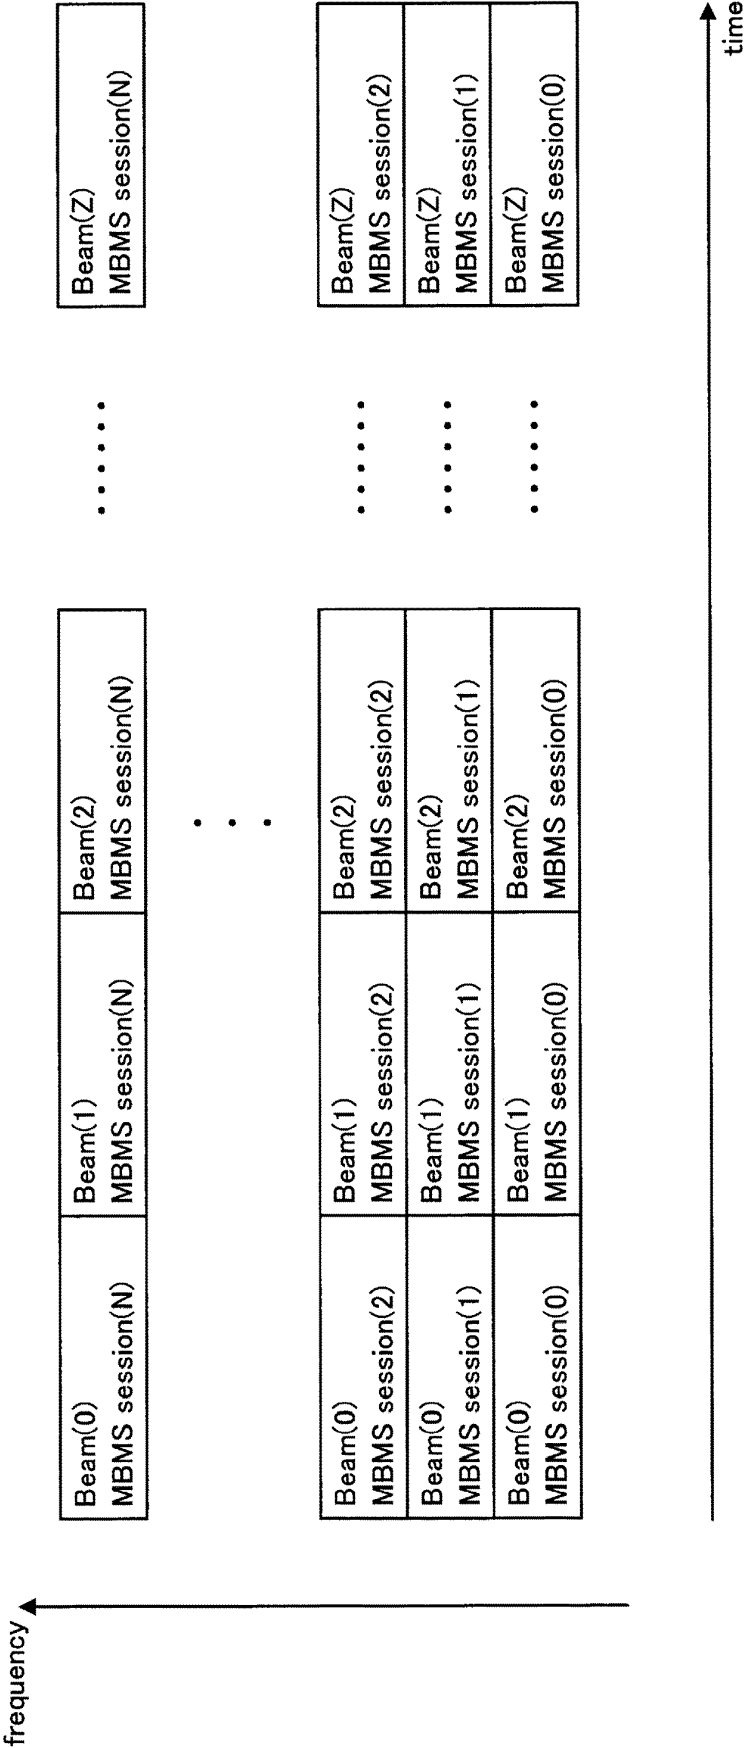 frequency
Beam(0)
MBMS session(N)
Beam(1)
MBMS session(N)
Beam(2)
MBMS session(N)
......
Beam(Z)
MBMS session(N)
...
Beam(0)
MBMS session(2)
Beam(1)
MBMS session(2)
Beam(2)
MBMS session(2)
......
Beam(Z)
MBMS session(2)
Beam(0)
MBMS session(1)
Beam(1)
MBMS session(1)
Beam(2)
MBMS session(1)
......
Beam(Z)
MBMS session(1)
Beam(0)
MBMS session(0)
Beam(1)
MBMS session(0)
Beam(2)
MBMS session(0)
......
Beam(Z)
MBMS session(0)
time